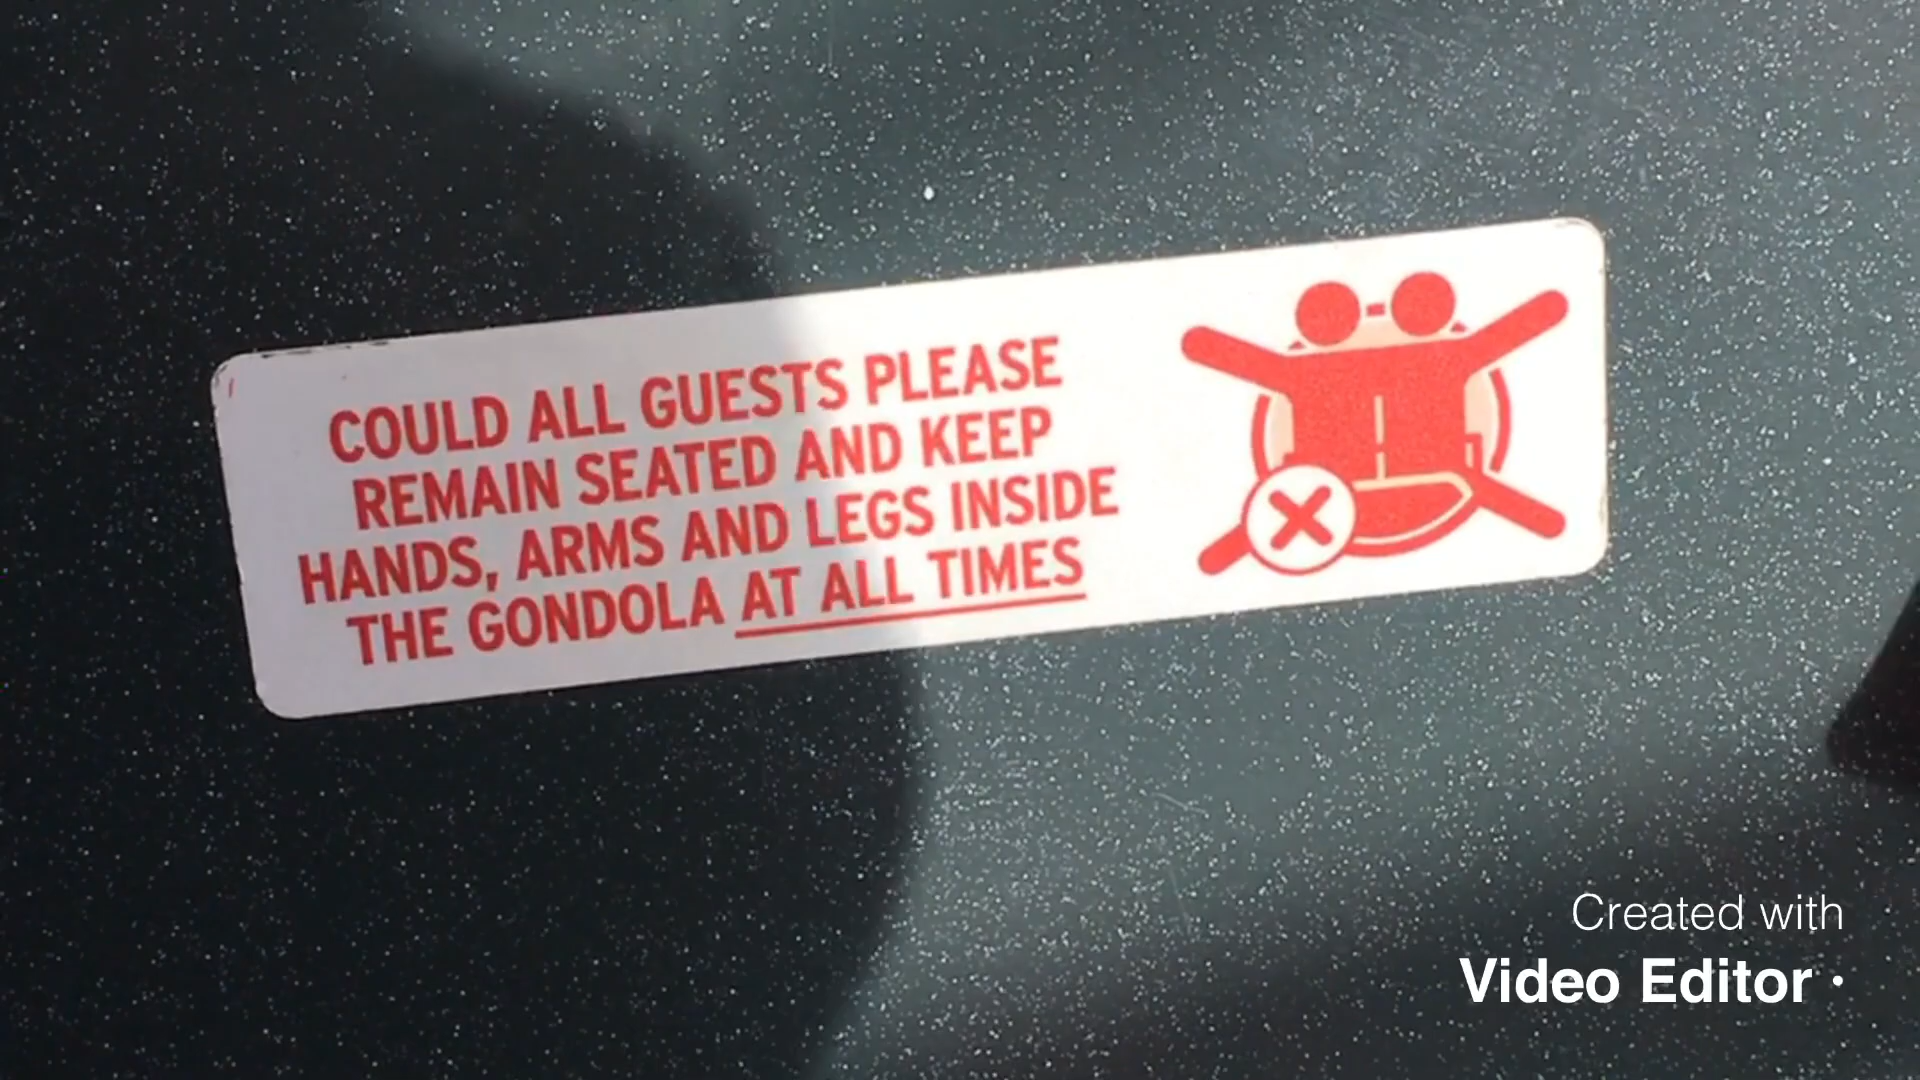 COULD ALL GUESTS PLEASE
REMAIN SEATED AND KEEP
HANDS, ARMS AND LEGS INSIDE
THE GONDOLA AT ALL TIMES
Created with
Video Editor •